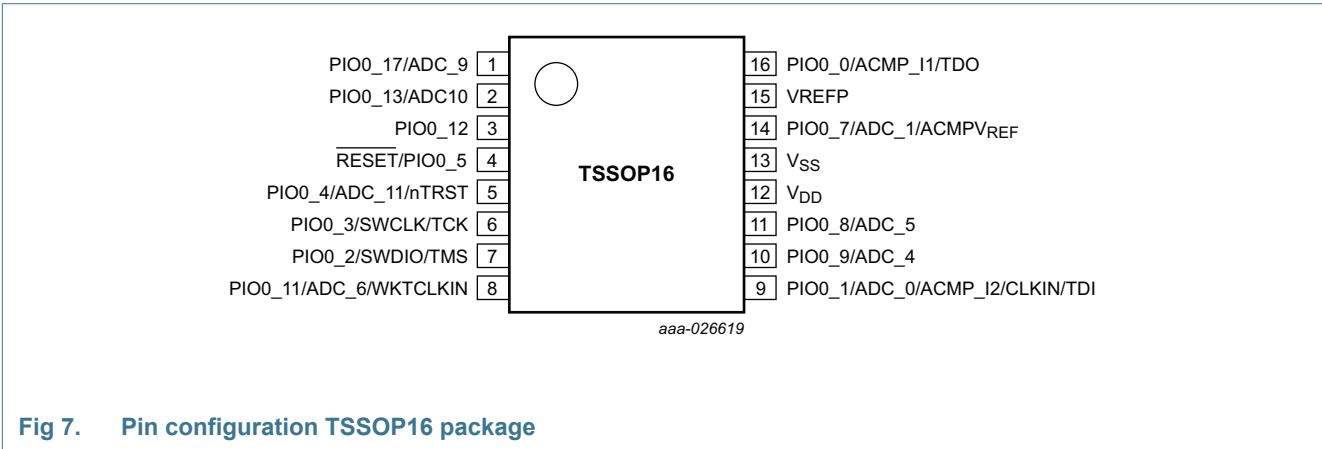 PIO0_17/ADC_9 1
PIO0_13/ADC10 2
PIO0_12 3
RESET/PIO0_5 4
PIO0_4/ADC_11/nTRST 5
PIO0_3/SWCLK/TCK 6
PIO0_2/SWDIO/TMS 7
PIO0_11/ADC_6/WKTCLKIN 8
TSSOP16
16 PIO0_0/ACMP_I1/TDO
15 VREFP
14 PIO0_7/ADC_1/ACMPVREF
13 VSS
12 VDD
11 PIO0_8/ADC_5
10 PIO0_9/ADC_4
9 PIO0_1/ADC_0/ACMP_I2/CLKIN/TDI
aaa-026619
Fig 7. Pin configuration TSSOP16 package